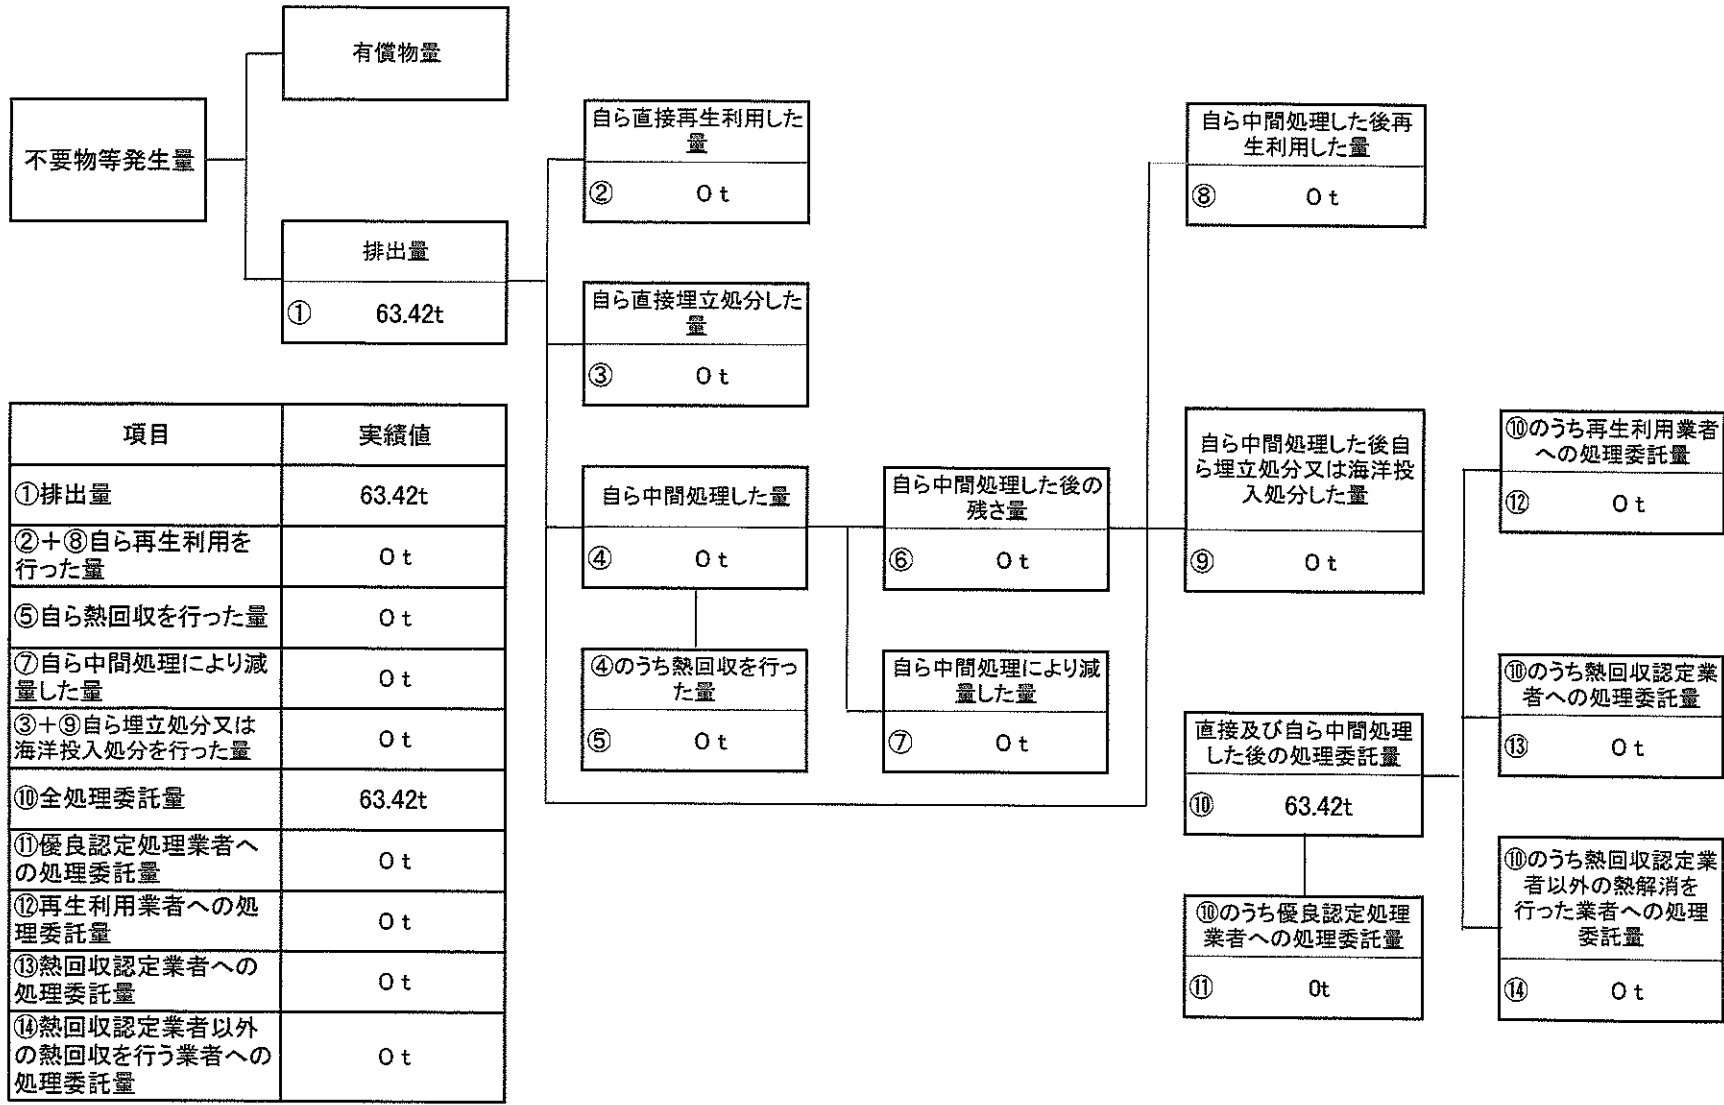 有償物量
不要物等発生量
排出量
① 63.42t
自ら直接再生利用した
量
② 0 t
自ら直接埋立処分した
量
③ 0 t
自ら中間処理した量
④ 0 t
④のうち熱回収を行っ
た量
⑤ 0 t
自ら中間処理した後の
残さ量
⑥ 0 t
自ら中間処理により減
量した量
⑦ 0 t
自ら中間処理した後再
生利用した量
⑧ 0 t
自ら中間処理した後自
ら埋立処分又は海洋投
入処分した量
⑨ 0 t
直接及び自ら中間処理
した後の処理委託量
⑩ 63.42t
⑩のうち優良認定処理
業者への処理委託量
⑪ 0t
⑩のうち再生利用業者
への処理委託量
⑫ 0 t
⑩のうち熱回収認定業
者への処理委託量
⑬ 0 t
⑩のうち熱回収認定業
者以外の熱解消を
行った業者への処理
委託量
⑭ 0 t
項目 実績値
①排出量 63.42t
②+⑧自ら再生利用を
行った量 0 t
⑤自ら熱回収を行った量 0 t
⑦自ら中間処理により減
量した量 0 t
③+⑨自ら埋立処分又は
海洋投入処分を行った量 0 t
⑩全処理委託量 63.42t
⑪優良認定処理業者へ
の処理委託量 0 t
⑫再生利用業者への処
理委託量 0 t
⑬熱回収認定業者への
処理委託量 0 t
⑭熱回収認定業者以外
の熱回収を行う業者への
処理委託量 0 t